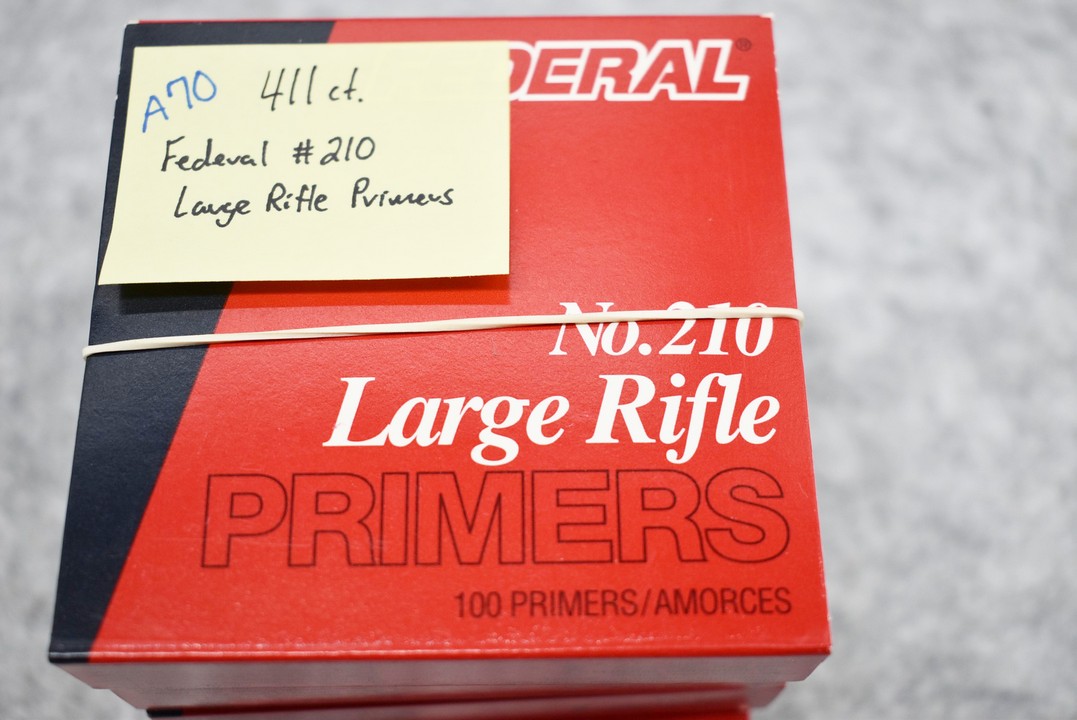 A70 411 ct.
Federal #210
Large Rifle Primers
DERAL®
No. 210
Large Rifle
PRIMERS
100 PRIMERS/AMORCES